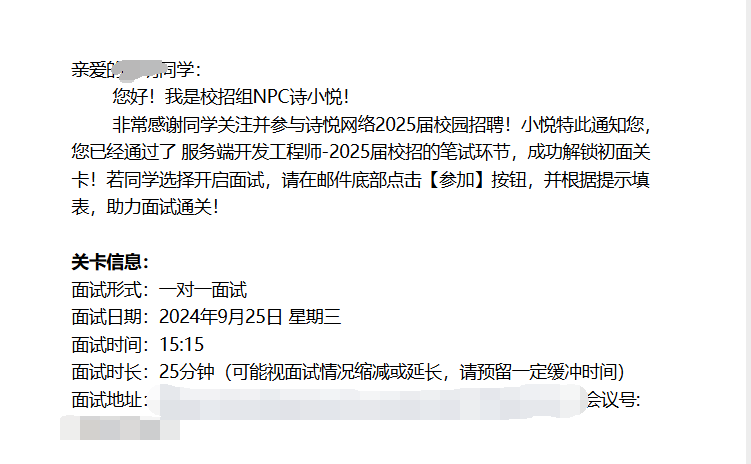 亲爱的同学：
您好！我是校招组NPC诗小悦！
非常感谢同学关注并参与诗悦网络2025届校园招聘！小悦特此通知您，
您已经通过了 服务端开发工程师-2025届校招的笔试环节，成功解锁初面关
卡！若同学选择开启面试，请在邮件底部点击【参加】按钮，并根据提示填
表，助力面试通关！
关卡信息：
面试形式：一对一面试
面试日期：2024年9月25日 星期三
面试时间：15:15
面试时长：25分钟（可能视面试情况缩减或延长，请预留一定缓冲时间）
面试地址：会议号: